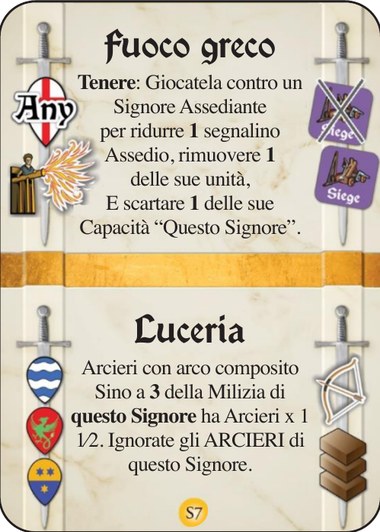 Fuoco greco
Tenere: Giocatela contro un
Signore Assediante
per ridurre 1 segnalino
Assedio, rimuovere 1
delle sue unità,
E scartare 1 delle sue
Capacità “Questo Signore”.
Any
Siege
Siege
Luceria
Arcieri con arco composito
Sino a 3 della Milizia di
questo Signore ha Arcieri x 1
1⁄2. Ignorate gli ARCIERI di
questo Signore.
S7